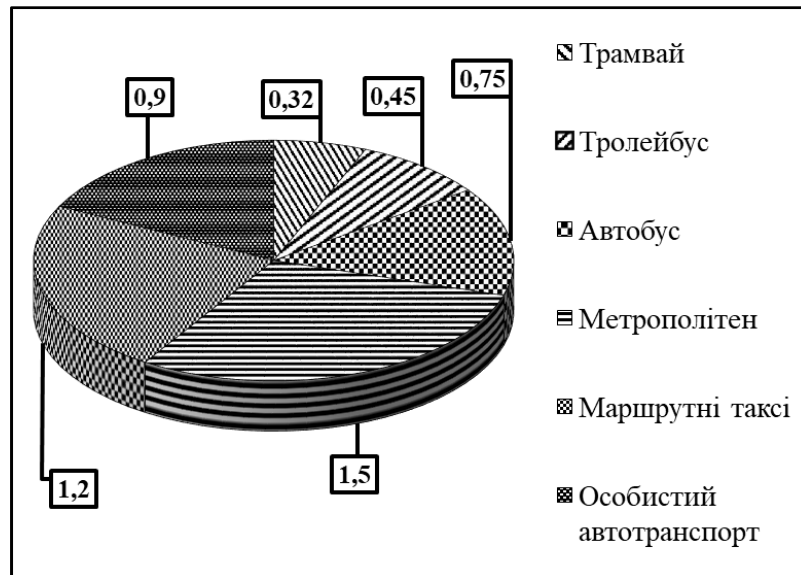 0,9
0,32
0,45
0,75
1,2
1,5
Трамвай
Тролейбус
Автобус
Метрополітен
Маршрутні таксі
Особистий
автотранспорт